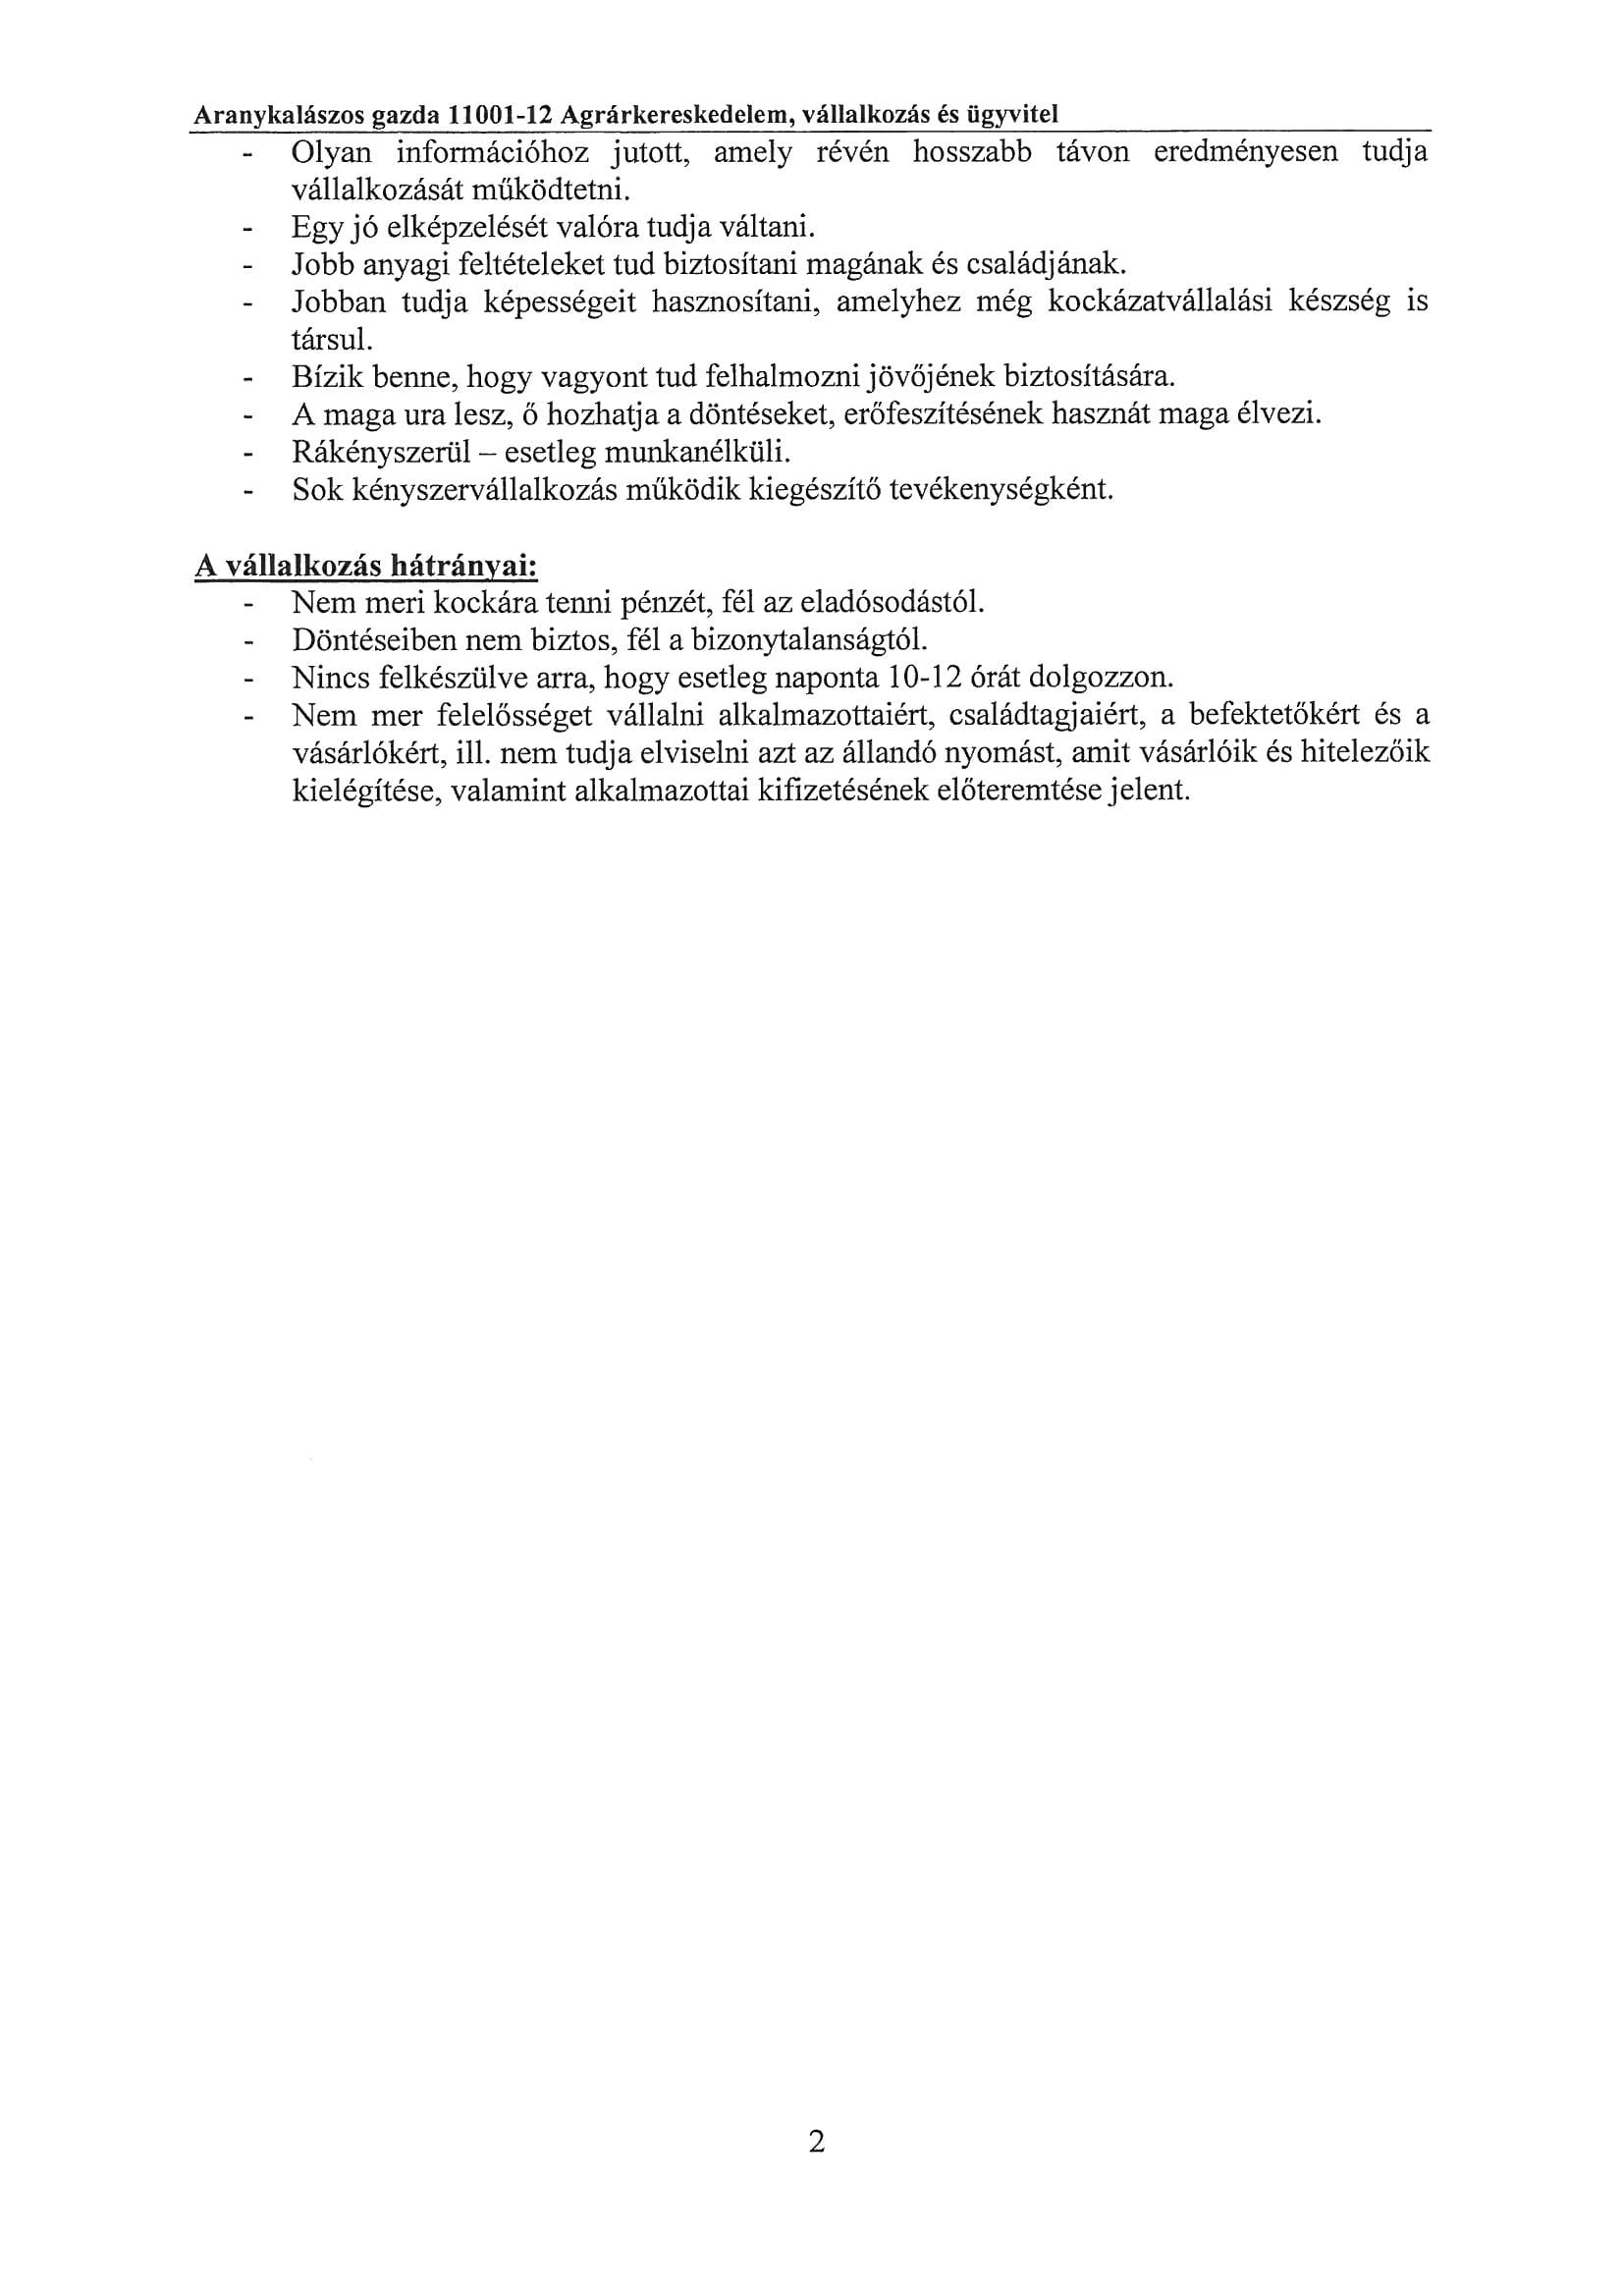 Aranykalászos gazda 11001-12 Agrárkereskedelem, vállalkozás és ügyvitel
- Olyan információhoz jutott, amely révén hosszabb távon eredményesen tudja
vállalkozását működtetni.
- Egy jó elképzelését valóra tudja váltani.
- Jobb anyagi feltételeket tud biztosítani magának és családjának.
- Jobban tudja képességeit hasznosítani, amelyhez még kockázatvállalási készség is
társul.
- Bízik benne, hogy vagyont tud felhalmozni jövőjének biztosítására.
- A maga ura lesz, ő hozhatja a döntéseket, erőfeszítésének hasznát maga élvezi.
- Rákényszerül – esetleg munkanélküli.
- Sok kényszervállalkozás működik kiegészítő tevékenységként.
A vállalkozás hátrányai:
- Nem meri kockára tenni pénzét, fél az eladósodástól.
- Döntéseiben nem biztos, fél a bizonytalanságtól.
- Nincs felkészülve arra, hogy esetleg naponta 10-12 órát dolgozzon.
- Nem mer felelősséget vállalni alkalmazottaiért, családtagjaiért, a befektetőkért és a
vásárlókért, ill. nem tudja elviselni azt az állandó nyomást, amit vásárlóik és hitelezőik
kielégítése, valamint alkalmazottai kifizetésének előteremtése jelent.
2